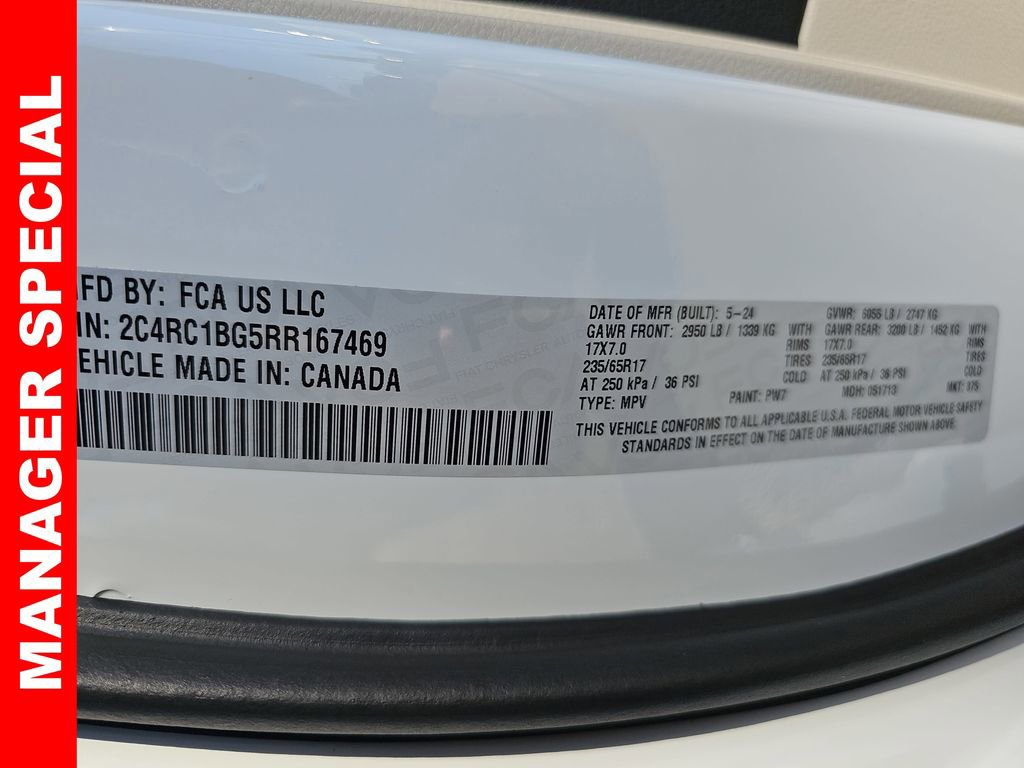 MANAGER SPECIAL
FD BY: FCA US LLC
IN: 2C4RC1BG5RR167469
EHICLE MADE IN: CANADA
DATE OF MFR (BUILT): 5-24 GVWR: 6055 LB / 2747 KG
GAWR FRONT: 2950 LB / 1339 KG WITH GAWR REAR: 3200 LB / 1452 KG WITH
17X7.0 RIMS 17X7.0 RIMS
235/65R17 TIRES 235/65R17 TIRES
AT 250 kPa / 36 PSI COLD AT 250 kPa / 36 PSI COLD
TYPE: MPV PAINT: PW7 MDH: 051713 MNT: 375
THIS VEHICLE CONFORMS TO ALL APPLICABLE U.S.A. FEDERAL MOTOR VEHICLE SAFETY
STANDARDS IN EFFECT ON THE DATE OF MANUFACTURE SHOWN ABOVE.